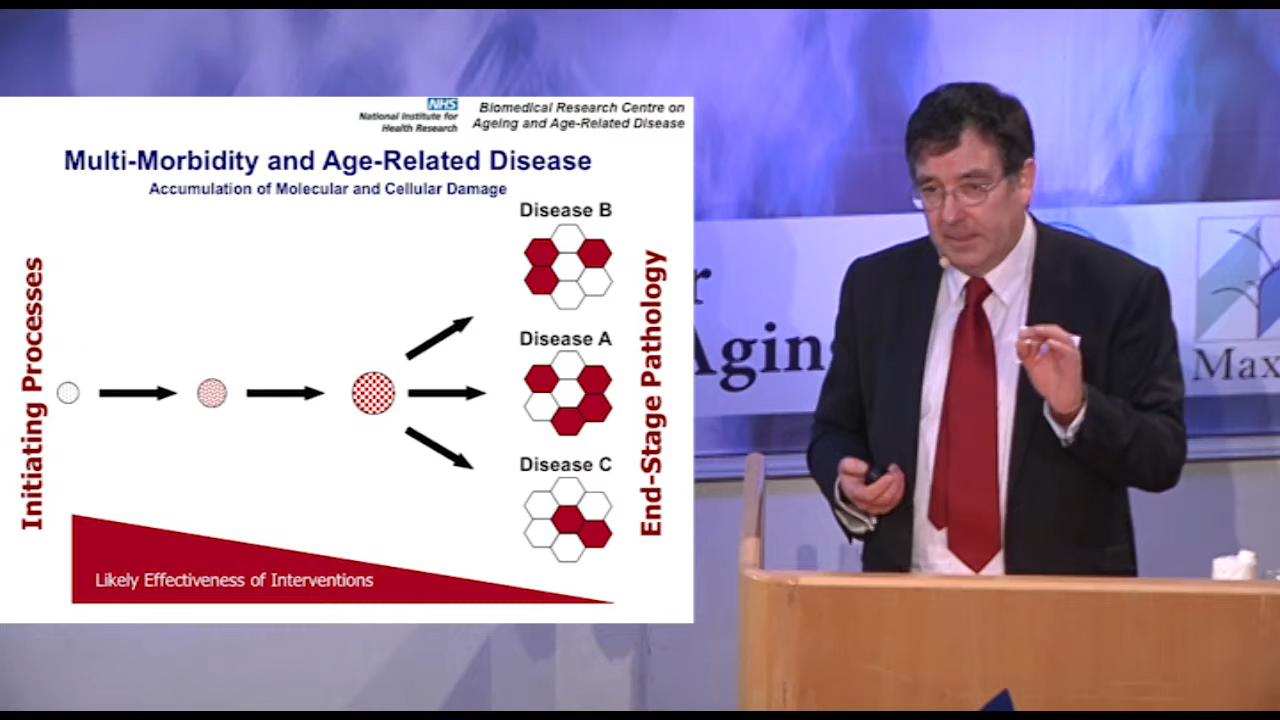 NHS
National Institute for
Health Research
Biomedical Research Centre on
Ageing and Age-Related Disease
Multi-Morbidity and Age-Related Disease
Accumulation of Molecular and Cellular Damage
Initiating Processes
Disease B
Disease A
Disease C
End-Stage Pathology
Likely Effectiveness of Interventions
r
Aging
Max